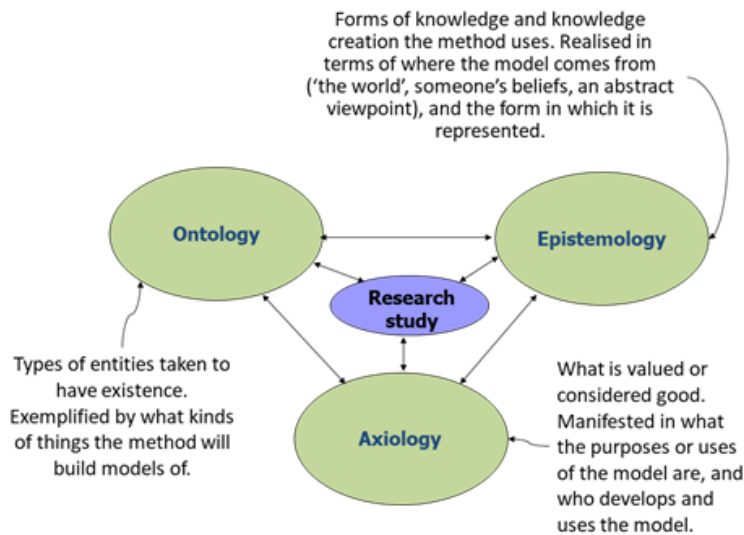 Forms of knowledge and knowledge
creation the method uses. Realised in
terms of where the model comes from
(‘the world’, someone’s beliefs, an abstract
viewpoint), and the form in which it is
represented.
Ontology
Epistemology
Research
study
Types of entities taken to
have existence.
Exemplified by what kinds
of things the method will
build models of.
Axiology
What is valued or
considered good.
Manifested in what
the purposes or uses
of the model are, and
who develops and
uses the model.